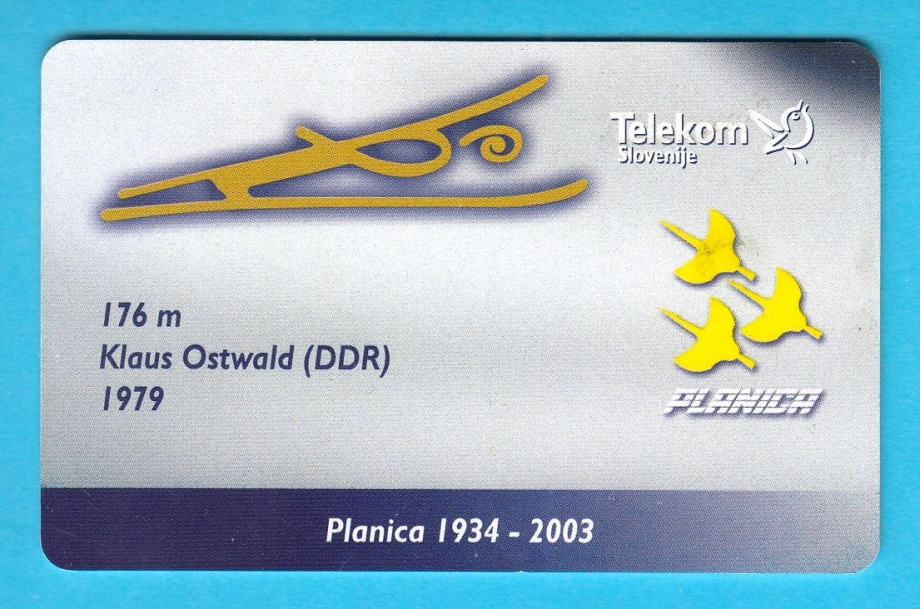 Telekom
Slovenije
176 m
Klaus Ostwald (DDR)
1979
PLANICA
Planica 1934 - 2003